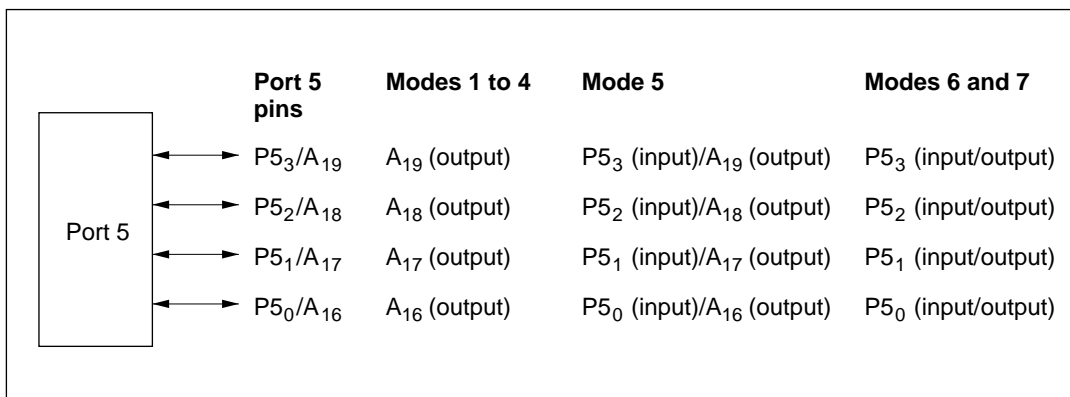 Port 5 pins Modes 1 to 4 Mode 5 Modes 6 and 7
P5₃/A₁₉ A₁₉ (output) P5₃ (input)/A₁₉ (output) P5₃ (input/output)
P5₂/A₁₈ A₁₈ (output) P5₂ (input)/A₁₈ (output) P5₂ (input/output)
Port 5
P5₁/A₁₇ A₁₇ (output) P5₁ (input)/A₁₇ (output) P5₁ (input/output)
P5₀/A₁₆ A₁₆ (output) P5₀ (input)/A₁₆ (output) P5₀ (input/output)